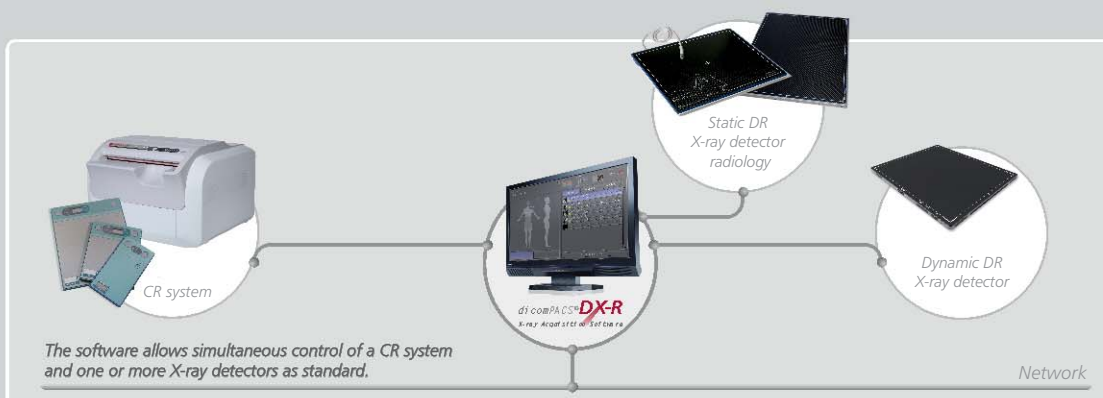 Static DR
X-ray detector
radiology
CR system
dicomPACS® DX-R
X-ray Acquisition Software
Dynamic DR
X-ray detector
The software allows simultaneous control of a CR system
and one or more X-ray detectors as standard.
Network